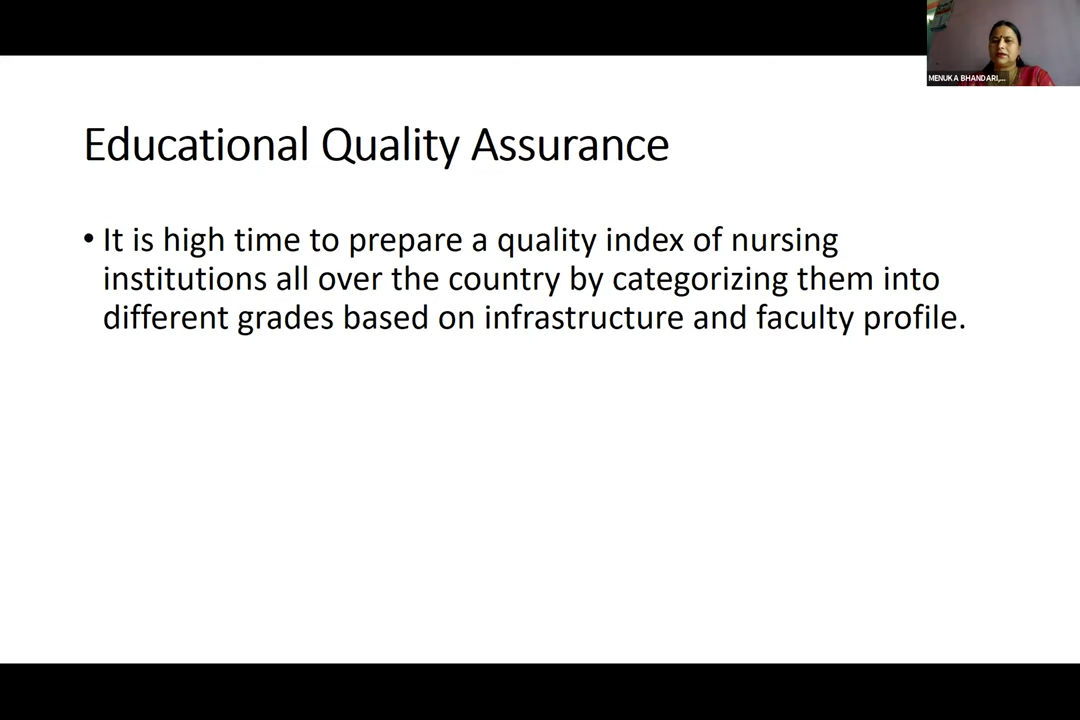 MENUKA BHANDARI,...
Educational Quality Assurance
• It is high time to prepare a quality index of nursing
institutions all over the country by categorizing them into
different grades based on infrastructure and faculty profile.